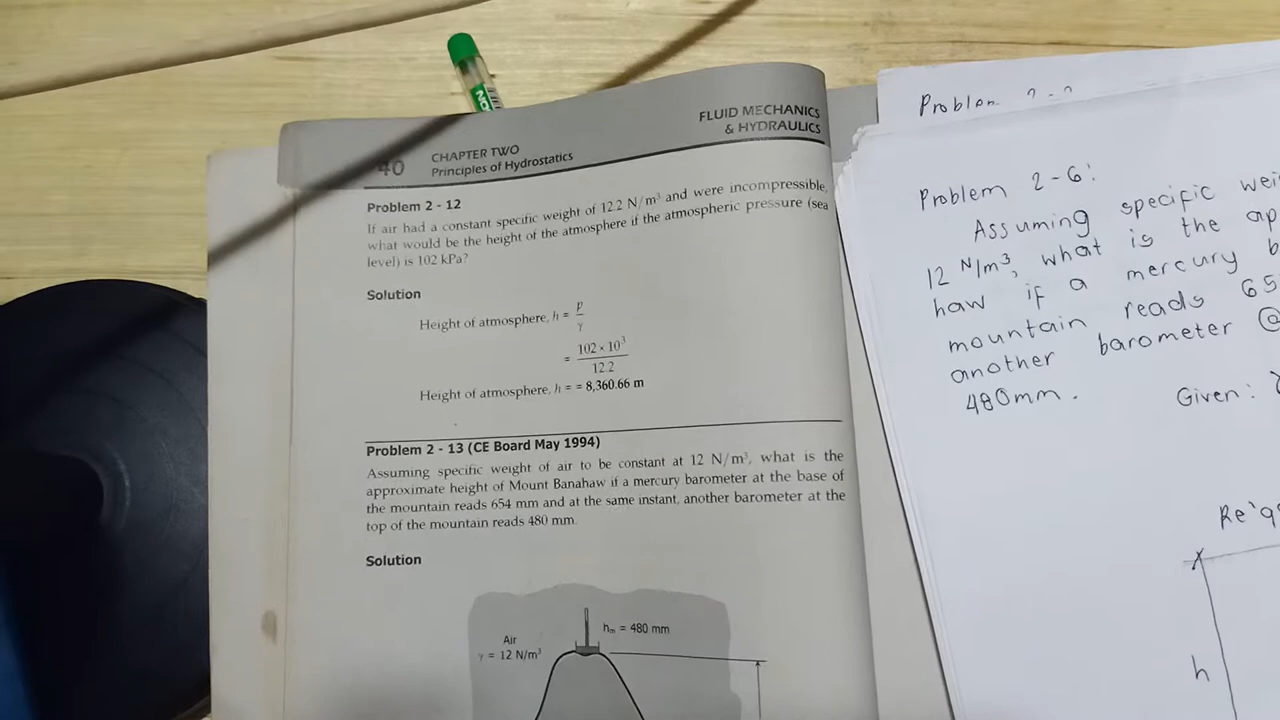 NO
40
CHAPTER TWO
Principles of Hydrostatics
FLUID MECHANICS
& HYDRAULICS
Problem 2 - 12
If air had a constant specific weight of 12.2 N/m³ and were incompressible,
what would be the height of the atmosphere if the atmospheric pressure (sea
level) is 102 kPa?
Solution
Height of atmosphere, h = p/γ
= 102 × 10³/12.2
Height of atmosphere, h = = 8,360.66 m
Problem 2 - 13 (CE Board May 1994)
Assuming specific weight of air to be constant at 12 N/m³, what is the
approximate height of Mount Banahaw if a mercury barometer at the base of
the mountain reads 654 mm and at the same instant, another barometer at the
top of the mountain reads 480 mm.
Solution
Air
γ = 12 N/m³
hₘ = 480 mm
Problem
Problem 2-6:
Assuming specific wei
12 N/m³, what is the ap
haw if a mercury b
mountain reads 65
another barometer @
480mm.
Given:
Re'q
h